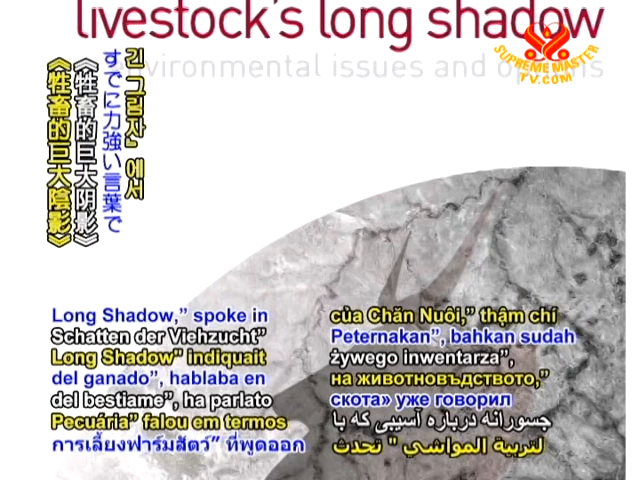 livestock's long shadow
environmental issues and options
SUPREME MASTER
TV.COM
긴 그림자』에서
すでに力強い言葉で
《牲畜的巨大阴影》
《牲畜的巨大陰影》
Long Shadow,” spoke in
Schatten der Viehzucht”
Long Shadow" indiquait
del ganado”, hablaba en
del bestiame”, ha parlato
Pecuária” falou em termos
การเลี้ยงฟาร์มสัตว์” ที่พูดออก
của Chăn Nuôi,” thậm chí
Peternakan”, bahkan sudah
żywego inwentarza”,
на животновъдството,”
скота» уже говорил
جسورانه درباره آسیبی که با
لتربية المواشي " تحدث